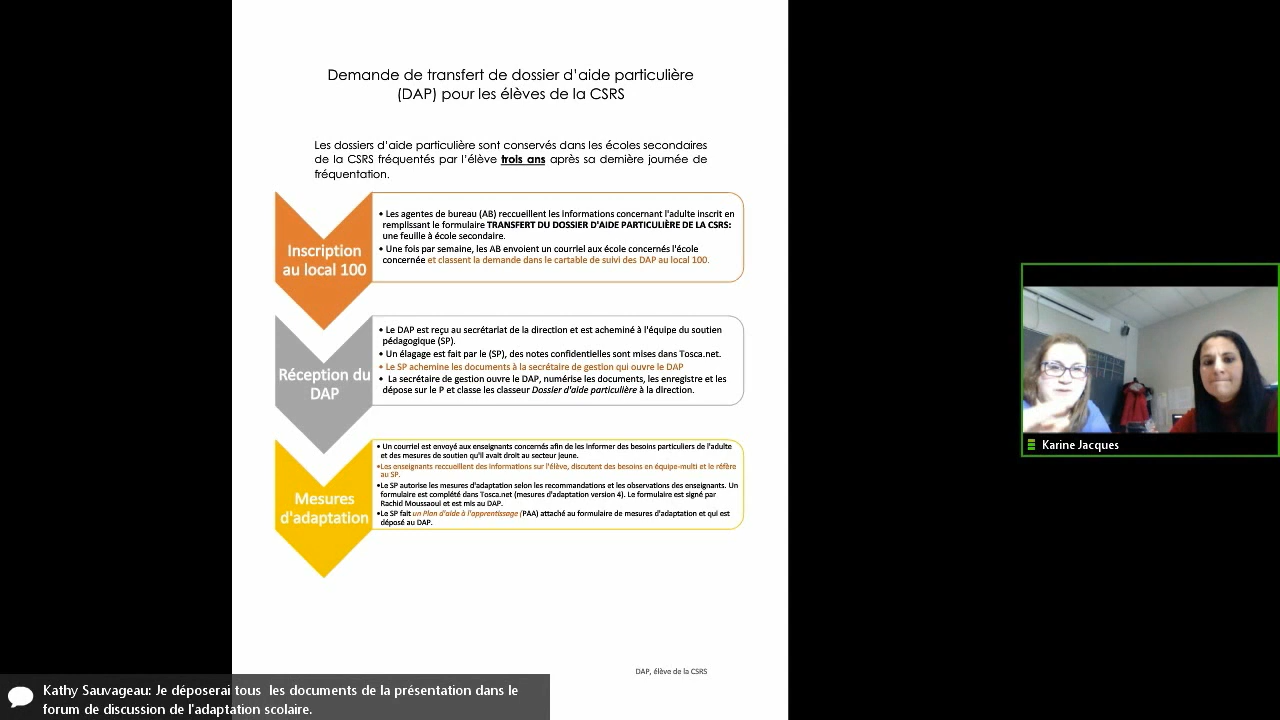 Demande de transfert de dossier d'aide particulière
(DAP) pour les élèves de la CSRS
Les dossiers d'aide particulière sont conservés dans les écoles secondaires
de la CSRS fréquentés par l'élève trois ans après sa dernière journée de
fréquentation.
Inscription
au local 100
• Les agentes de bureau (AB) reccueillent les informations concernant l'adulte inscrit en
remplissant le formulaire TRANSFERT DU DOSSIER D'AIDE PARTICULIÈRE DE LA CSRS:
une feuille à école secondaire.
• Une fois par semaine, les AB envoient un courriel aux école concernés l'école
concernée et classent la demande dans le cartable de suivi des DAP au local 100.
Réception du
DAP
• Le DAP est reçu au secrétariat de la direction et est acheminé à l'équipe du soutien
pédagogique (SP).
• Un élagage est fait par le (SP), des notes confidentielles sont mises dans Tosca.net.
• Le SP achemine les documents à la secrétaire de gestion qui ouvre le DAP
• La secrétaire de gestion ouvre le DAP, numérise les documents, les enregistre et les
dépose sur le P et classe les classeur Dossier d'aide particulière à la direction.
Mesures
d'adaptation
• Un courriel est envoyé aux enseignants concernés afin de les informer des besoins particuliers de l'adulte
et des mesures de soutien qu'il avait droit au secteur jeune.
•Les enseignants reccueillent des informations sur l'élève, discutent des besoins en équipe-multi et le réfère
au SP.
•Le SP autorise les mesures d'adaptation selon les recommandations et les observations des enseignants. Un
formulaire est complété dans Tosca.net (mesures d'adaptation version 4). Le formulaire est signé par
Rachid Moussaoui et est mis au DAP.
•Le SP fait un Plan d'aide à l'apprentissage (PAA) attaché au formulaire de mesures d'adaptation et qui est
déposé au DAP.
DAP, élève de la CSRS
Karine Jacques
Kathy Sauvageau: Je déposerai tous les documents de la présentation dans le
forum de discussion de l'adaptation scolaire.